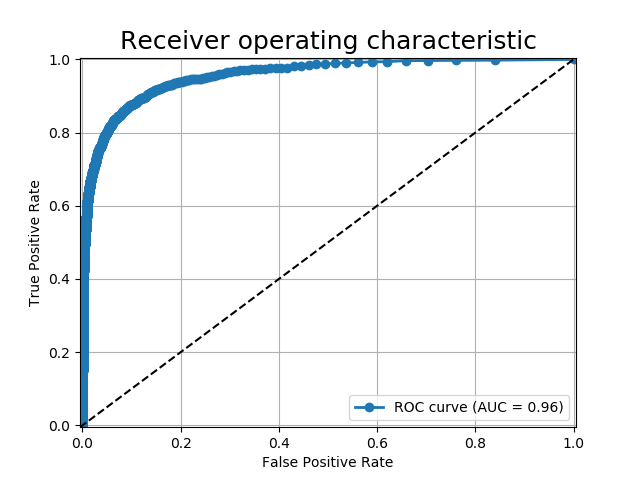 Receiver operating characteristic
1.0
0.8
0.6
0.4
0.2
0.0
True Positive Rate
ROC curve (AUC = 0.96)
0.0 0.2 0.4 0.6 0.8 1.0
False Positive Rate